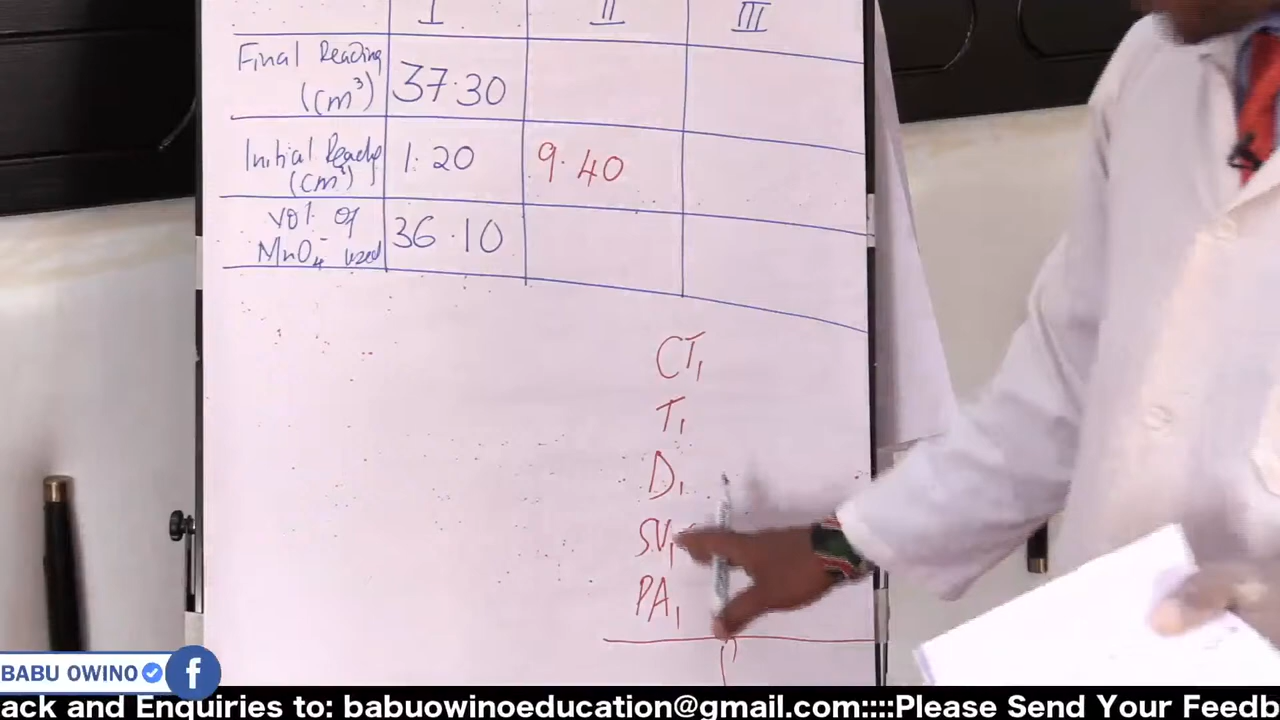 I II III
Final Reading
(cm³) 37.30
Initial Readg 1.20 9.40
(cm³)
Vol. of 36.10
MnO₄⁻ used
CT₁
T₁
D₁
SV₁
PA₁
BABU OWINO f
ack and Enquiries to: babuowinoeducation@gmail.com::::Please Send Your Feedb